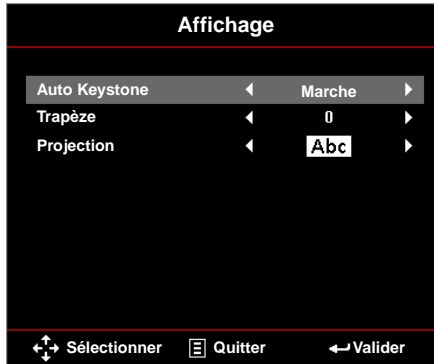 Affichage
Auto Keystone Marche
Trapèze 0
Projection Abc
Sélectionner Quitter Valider